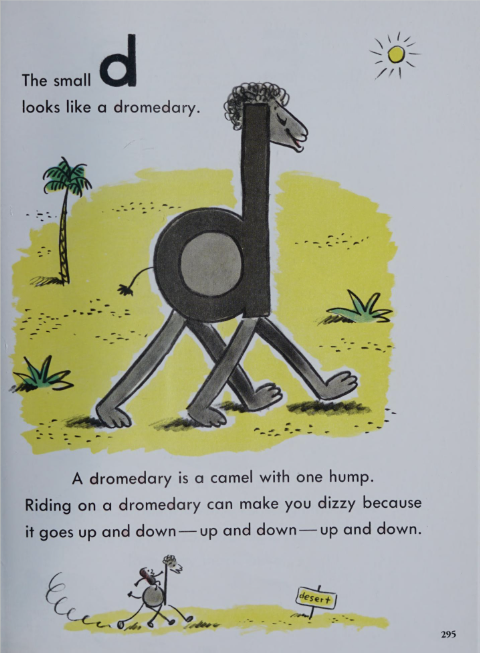 The small d
looks like a dromedary.
A dromedary is a camel with one hump.
Riding on a dromedary can make you dizzy because
it goes up and down—up and down—up and down.
desert
295